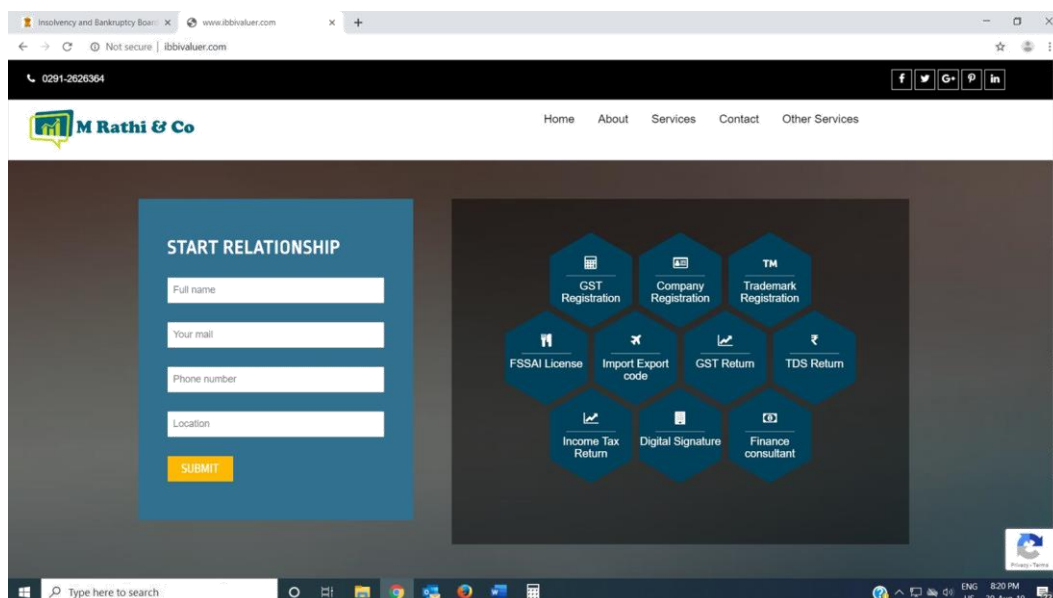 Insolvency and Bankruptcy Board
www.ibbivaluer.com
Not secure | ibbivaluer.com
0291-2626364
f G+ in
M Rathi & Co
Home About Services Contact Other Services
START RELATIONSHIP
Full name
Your mail
Phone number
Location
SUBMIT
GST
Registration
Company
Registration
TM
Trademark
Registration
FSSAI License
Import Export
code
GST Return
₹
TDS Return
Income Tax
Return
Digital Signature
Finance
consultant
Privacy - Terms
Type here to search
ENG 8:20 PM